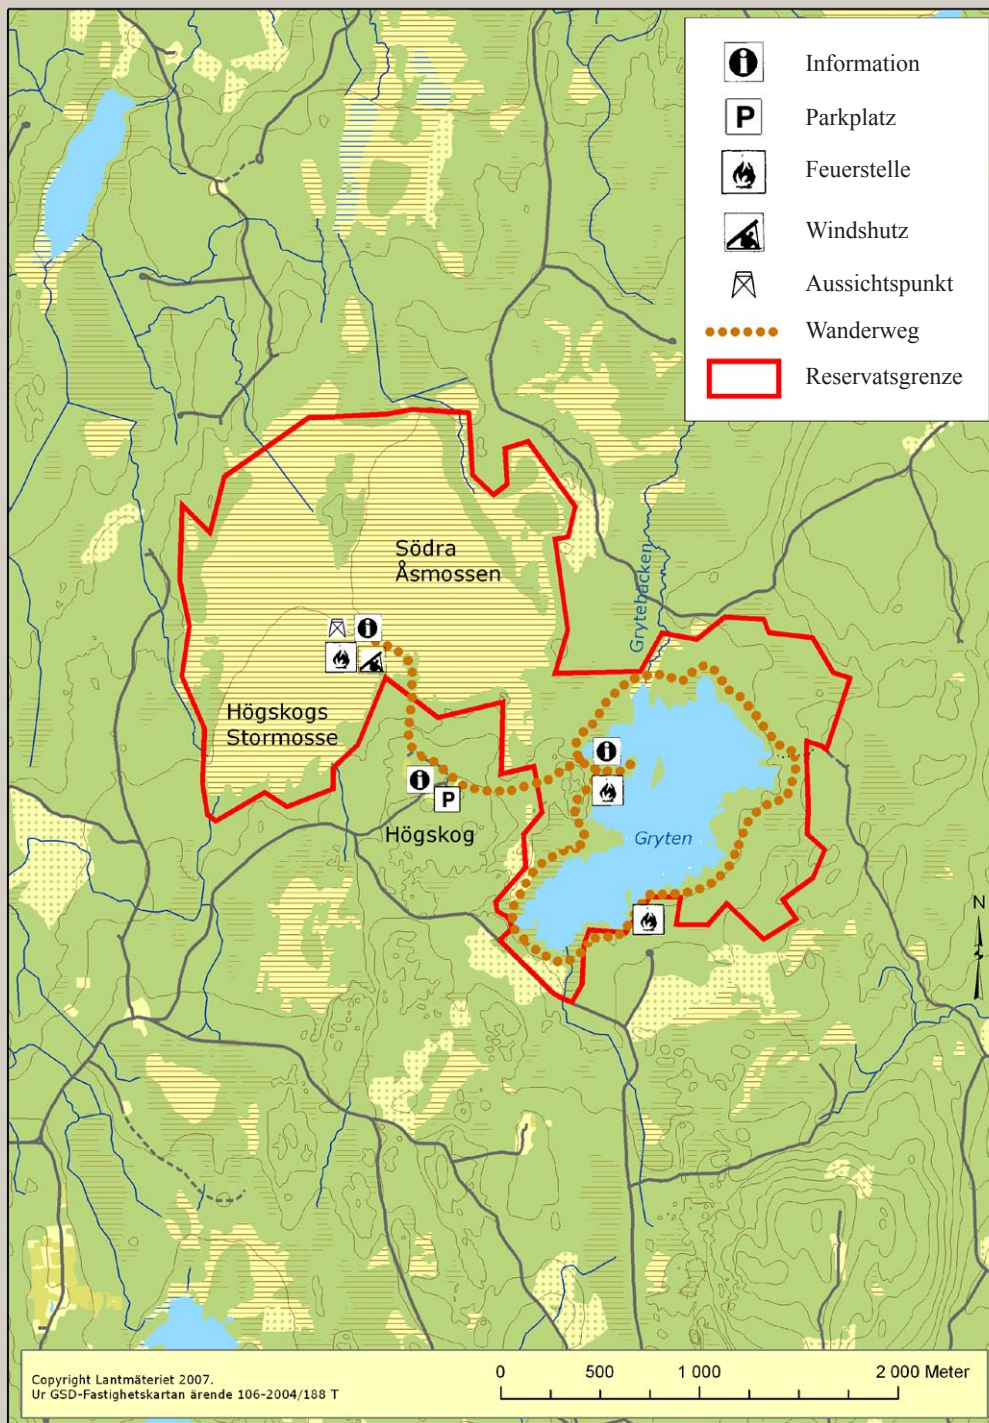 Information
P
Parkplatz
Feuerstelle
Windshutz
Aussichtspunkt
Wanderweg
Reservatsgrenze
Södra
Åsmossen
Grytebäcken
Högskogs
Stormosse
P
Högskog
Gryten
N
Copyright Lantmäteriet 2007.
Ur GSD-Fastighetskartan ärende 106-2004/188 T
0 500 1 000 2 000 Meter